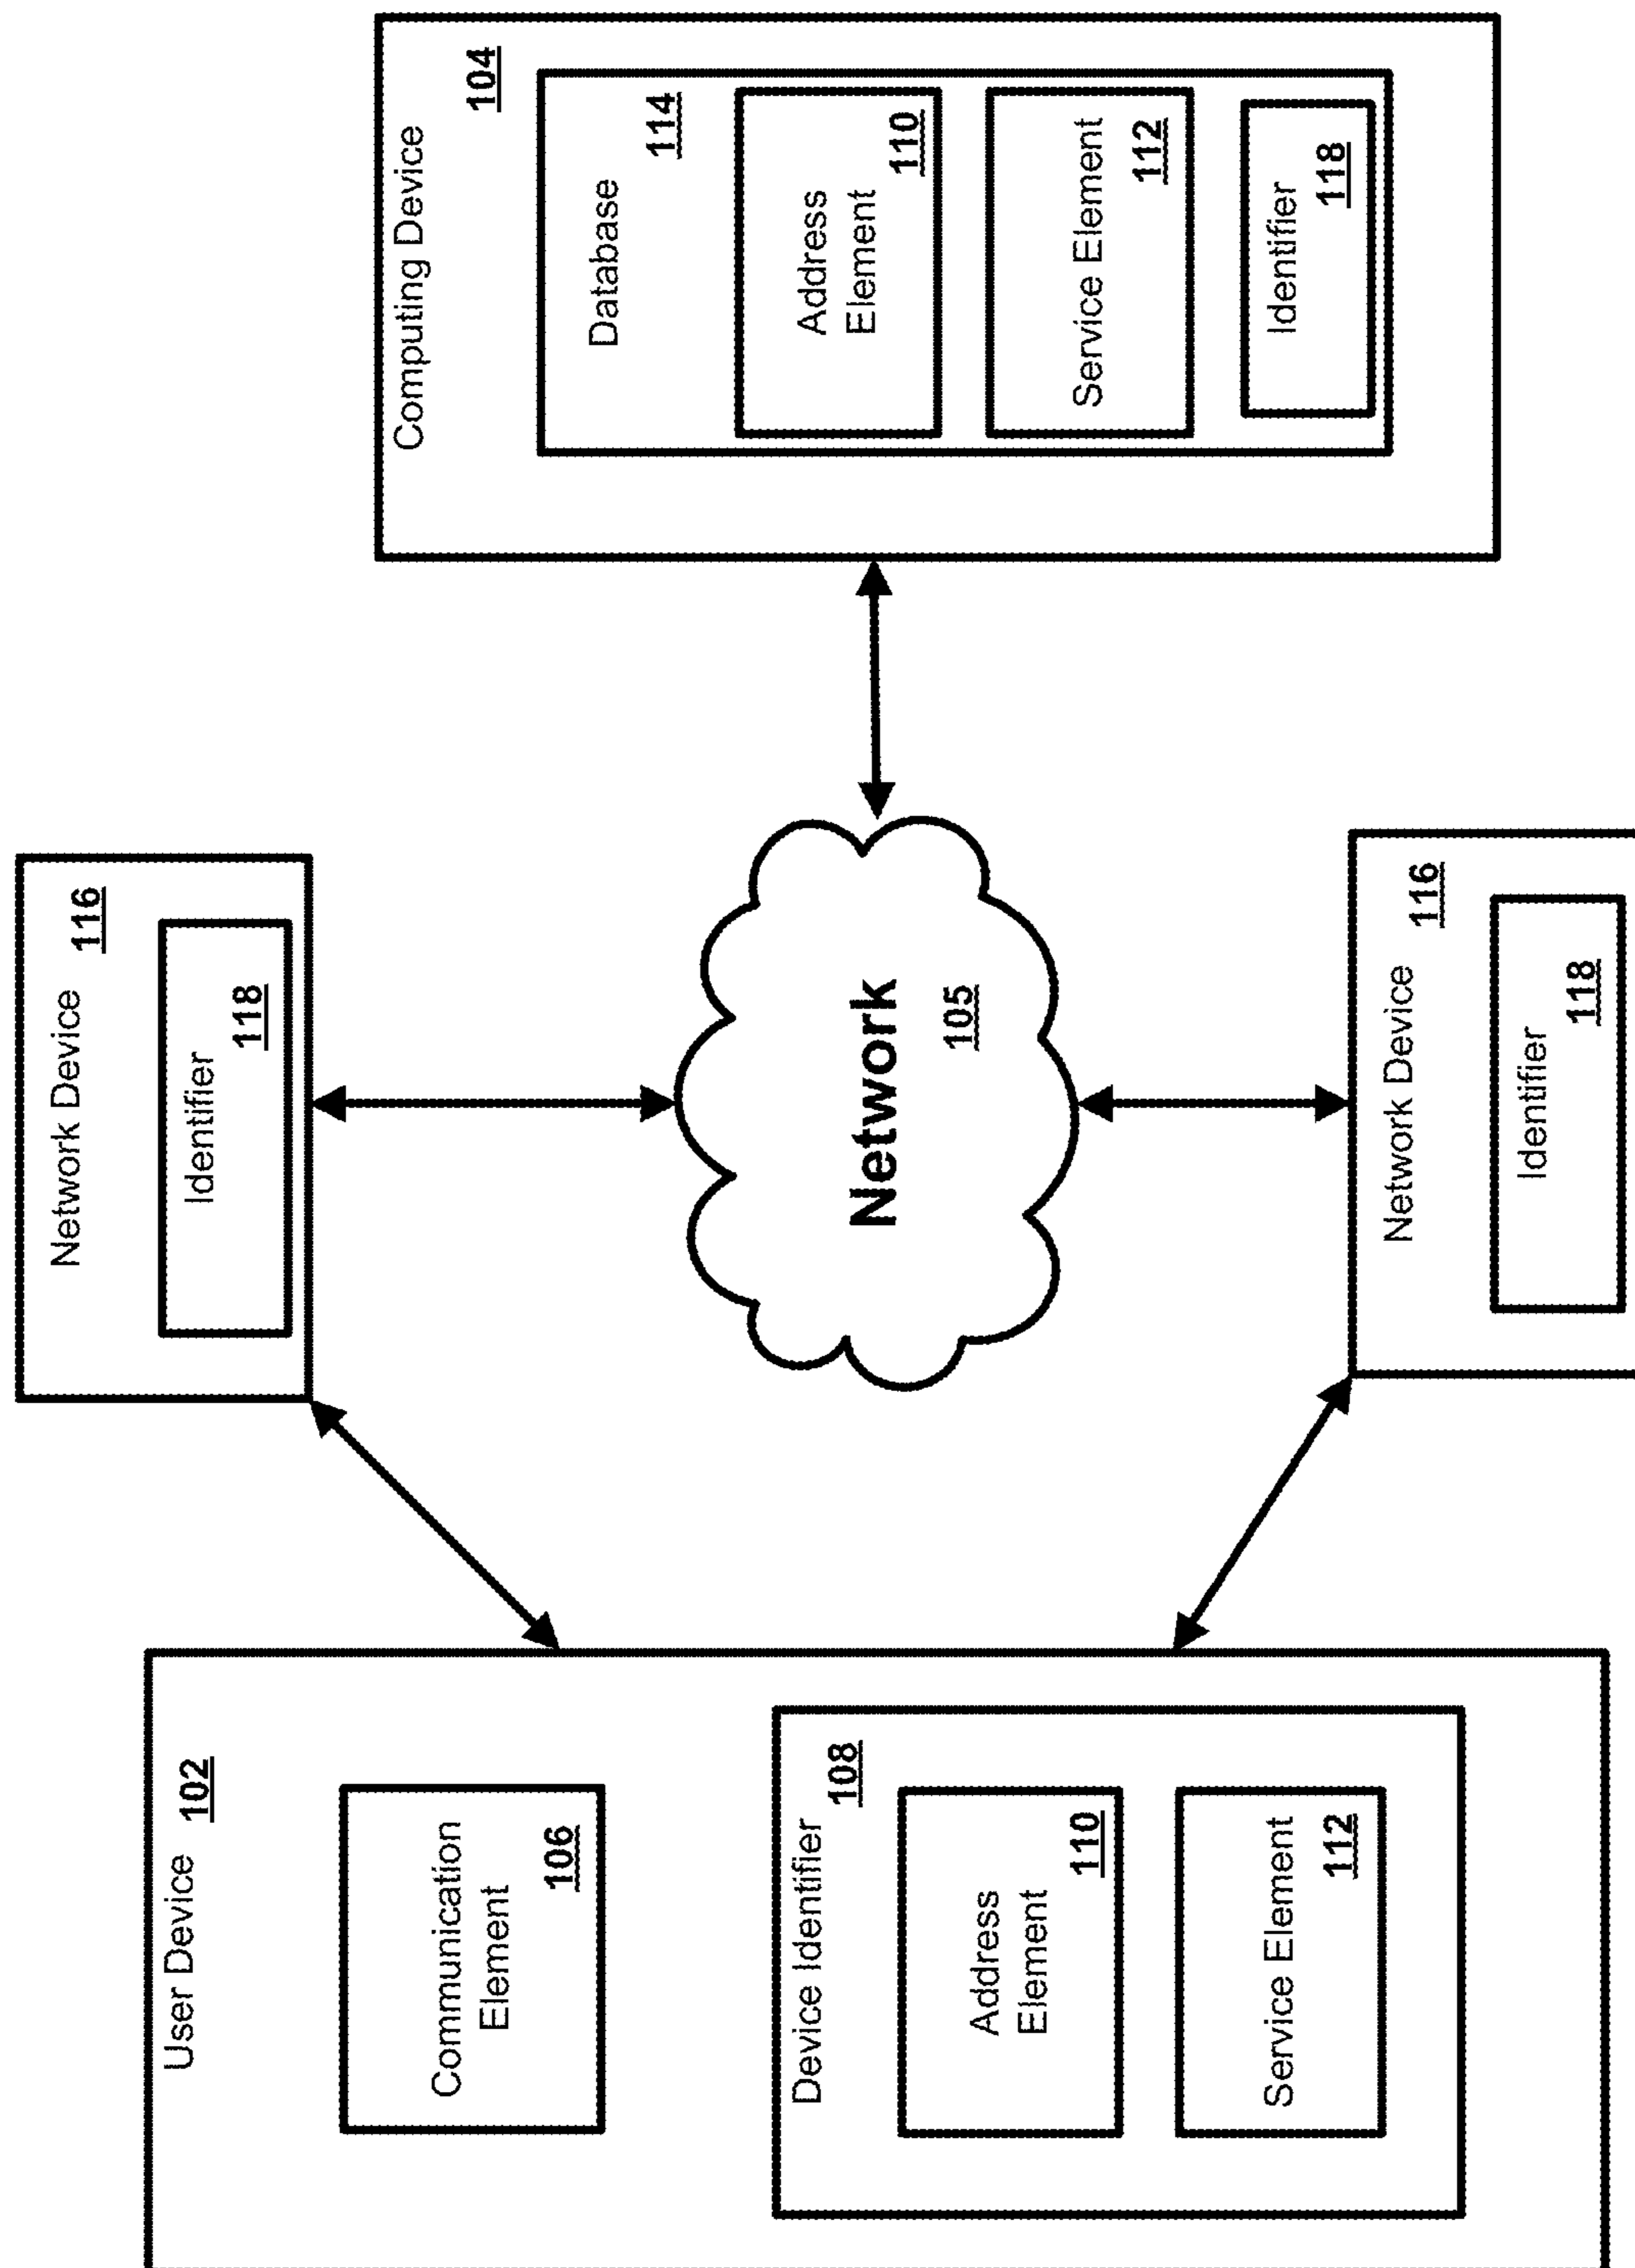 User Device 102
Communication
Element
106
Device Identifier
108
Address
Element
110
Service Element
112
Network Device
116
Identifier
118
Network
105
Network Device
116
Identifier
118
Computing Device
104
Database
114
Address
Element
110
Service Element
112
Identifier
118